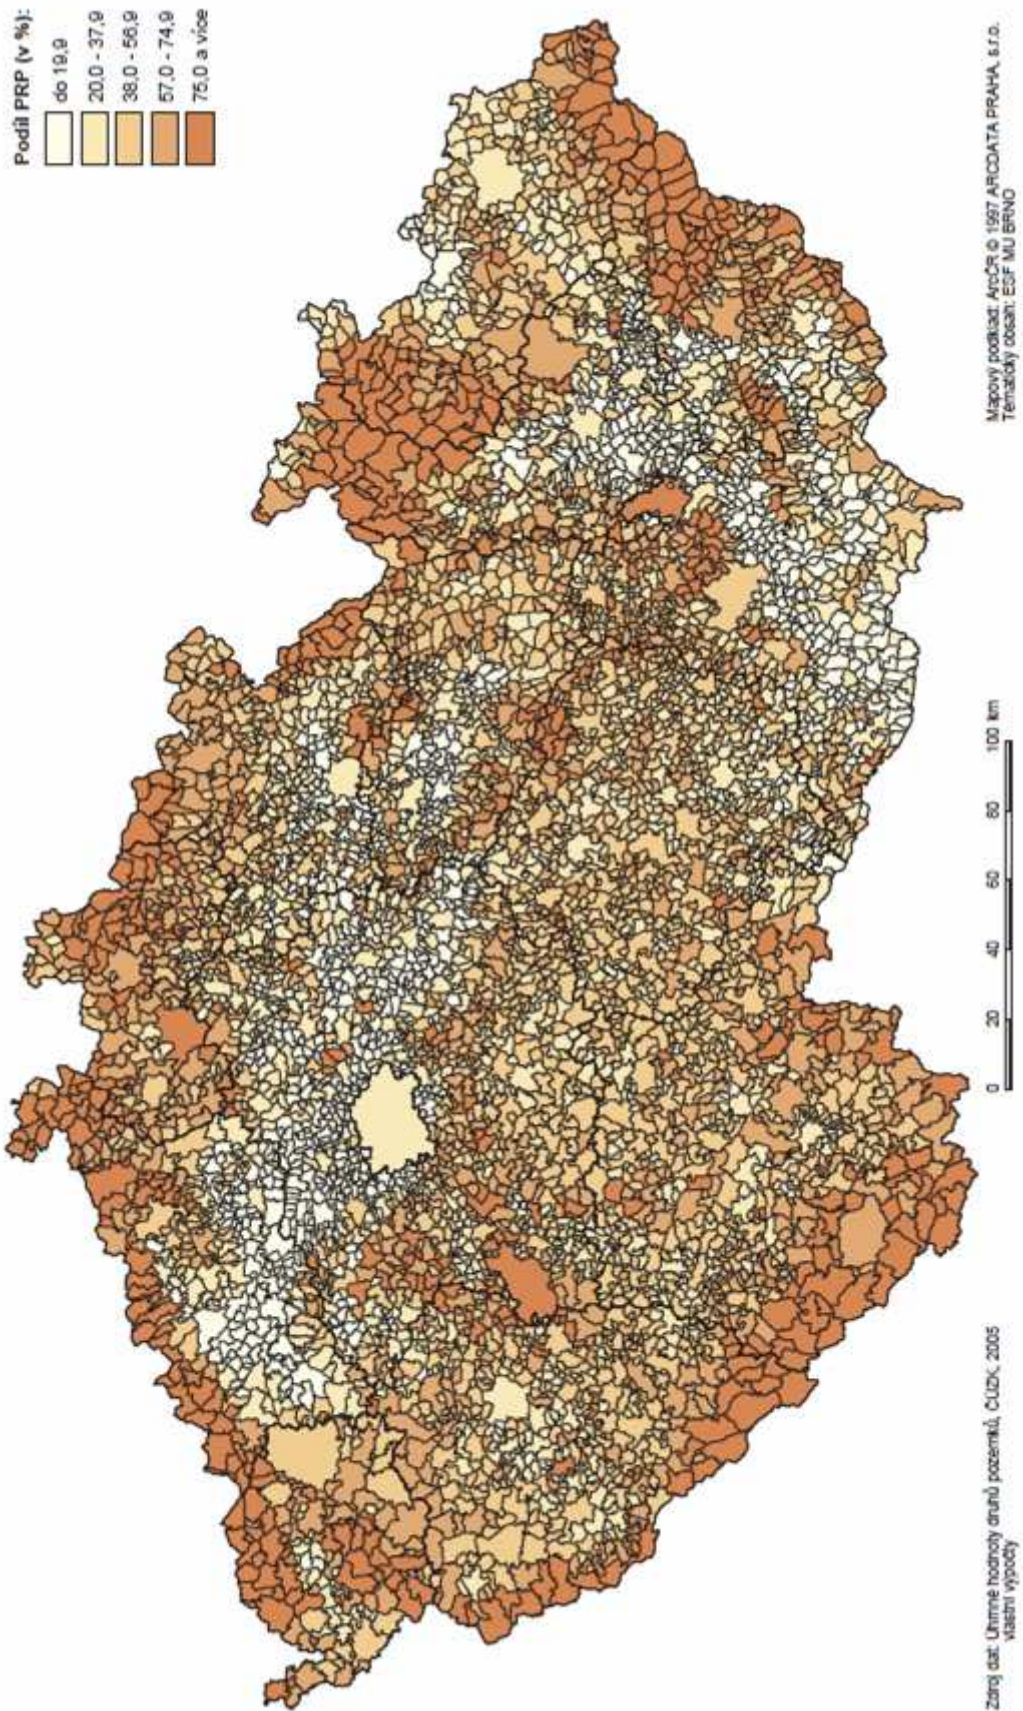 Podíl PRP (v %):
do 19,9
20,0 - 37,9
38,0 - 56,9
57,0 - 74,9
75,0 a více
0 20 40 60 80 100 km
Zdroj dat: Úhrnné hodnoty druhů pozemků, ČÚZK, 2005
vlastní výpočty
Mapový podklad: ArcČR © 1997 ARCDATA PRAHA, s.r.o.
Tématický obsah: ESF MU BRNO